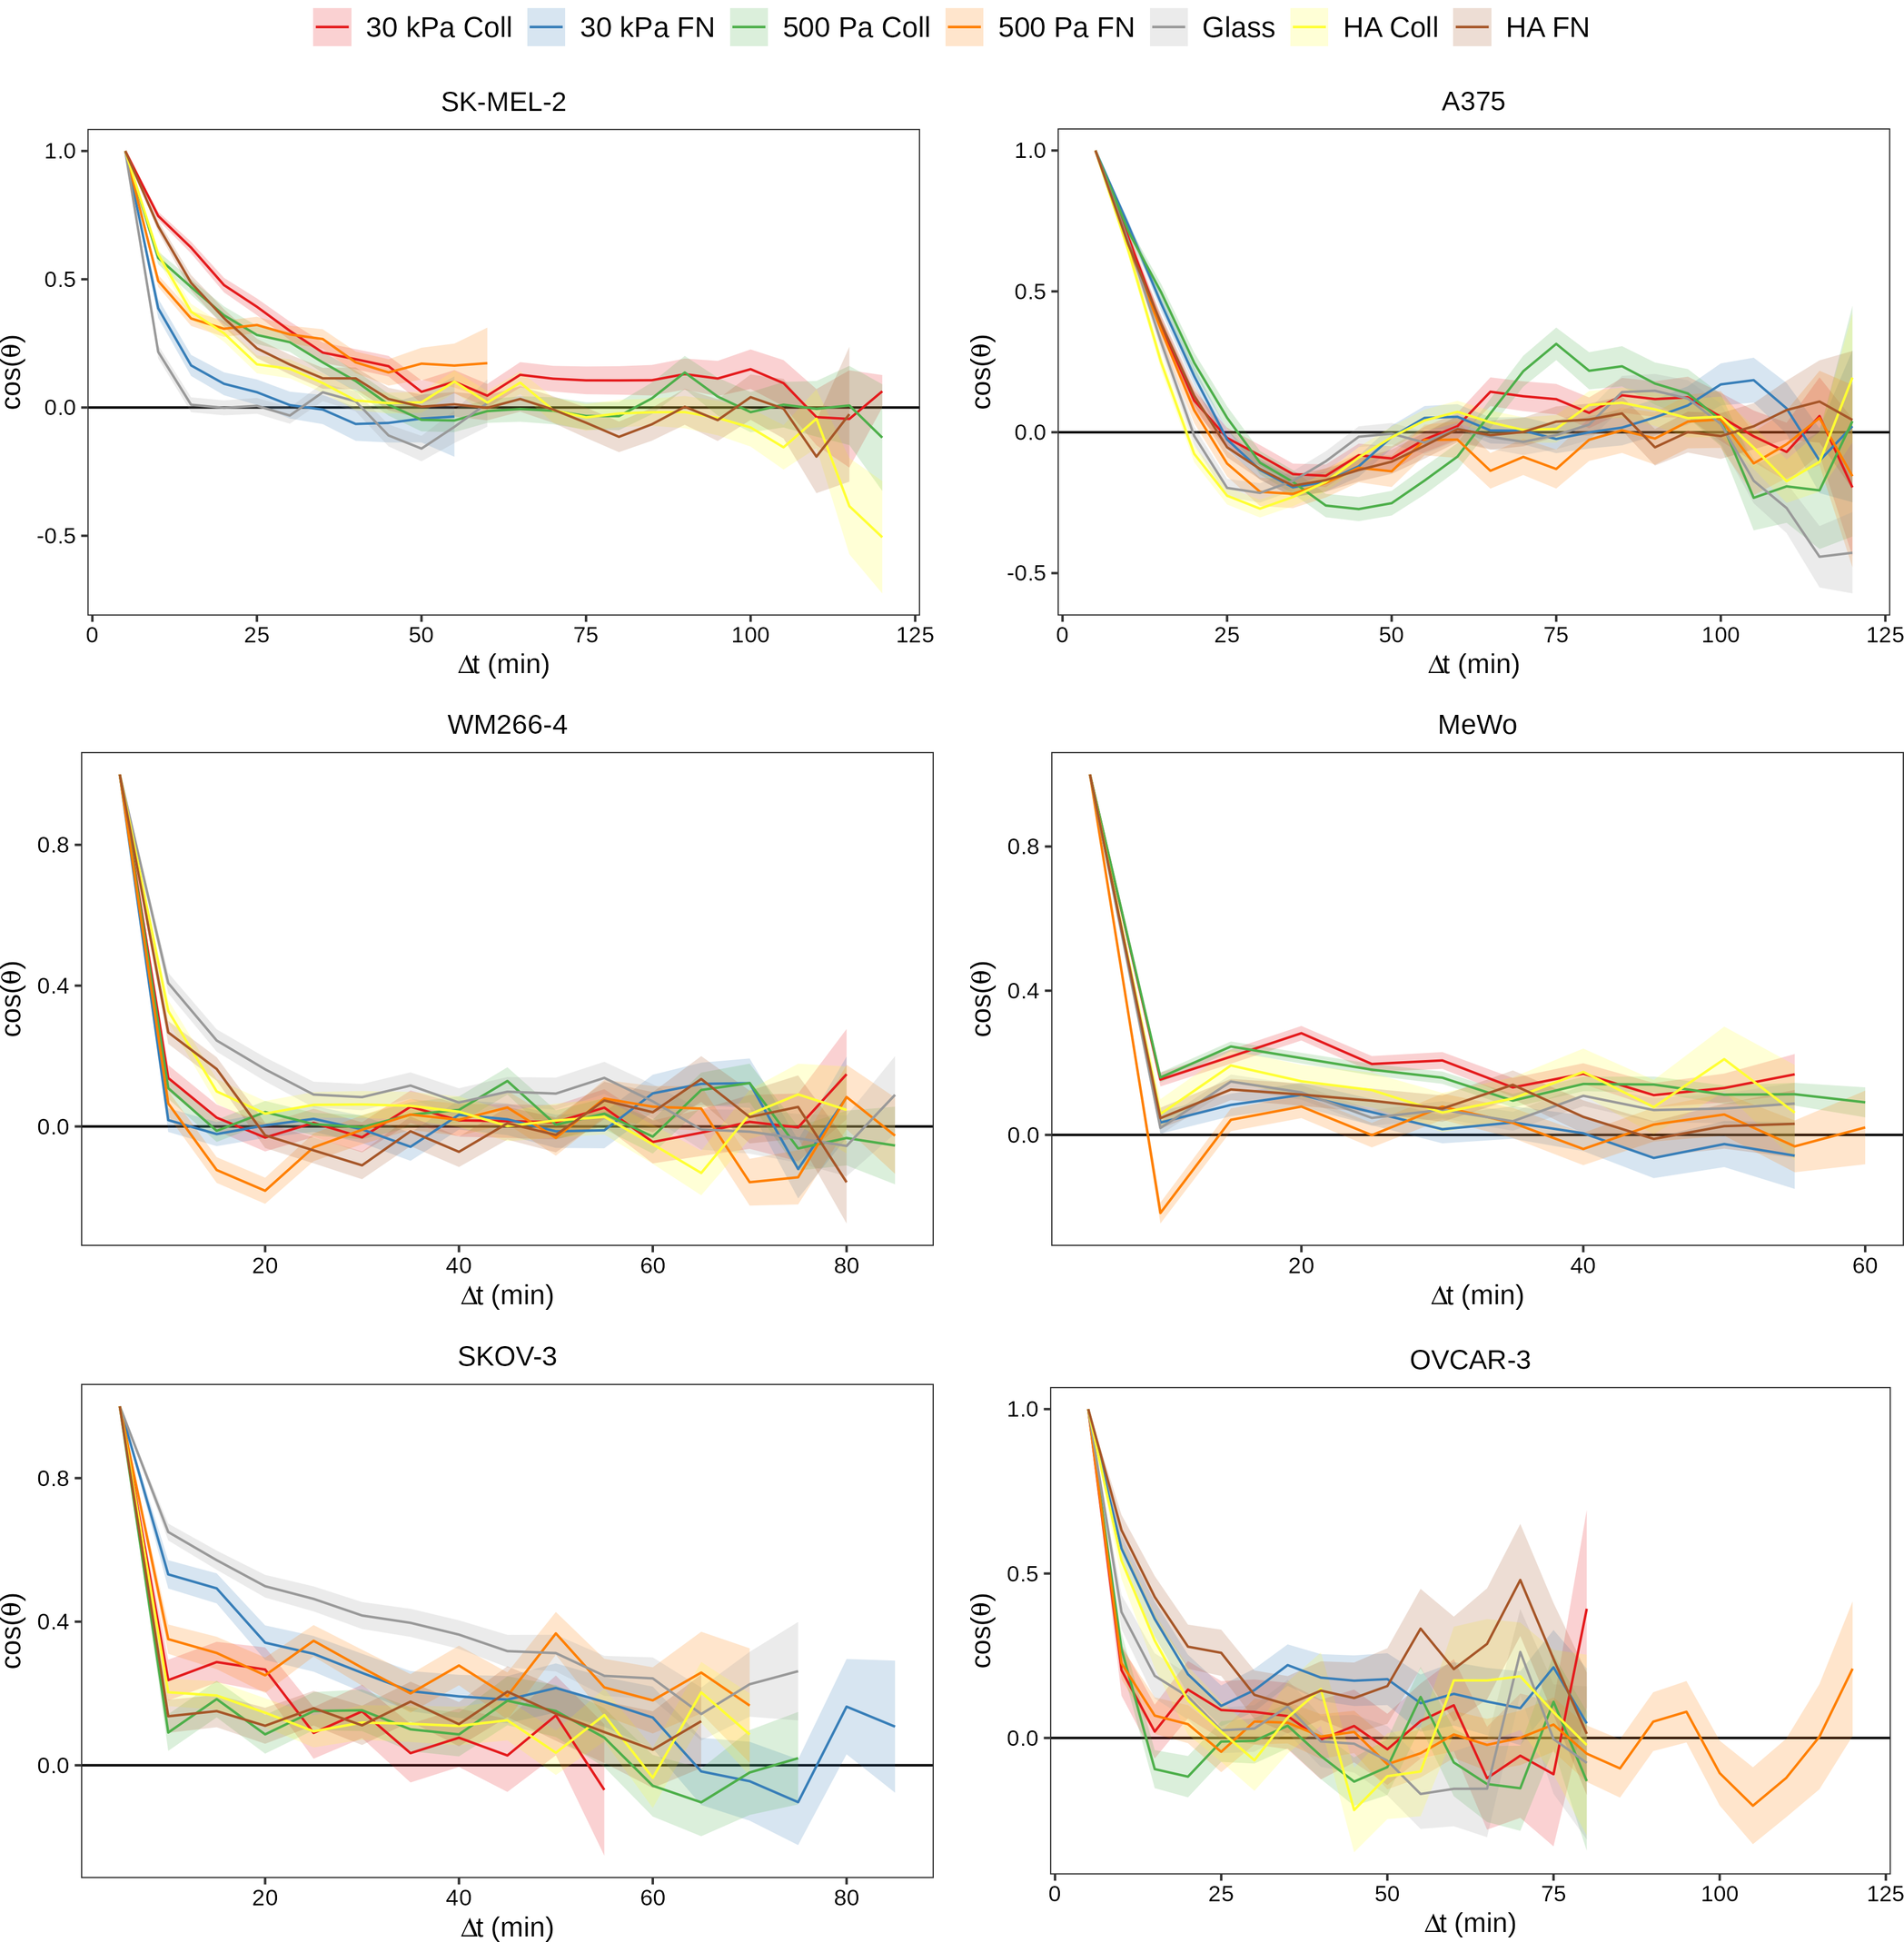 30 kPa Coll 30 kPa FN 500 Pa Coll 500 Pa FN Glass HA Coll HA FN
SK-MEL-2
1.0
0.5
0.0
-0.5
cos(θ)
0 25 50 75 100 125
Δt (min)
A375
1.0
0.5
0.0
-0.5
cos(θ)
0 25 50 75 100 125
Δt (min)
WM266-4
0.8
0.4
0.0
cos(θ)
20 40 60 80
Δt (min)
MeWo
0.8
0.4
0.0
cos(θ)
20 40 60
Δt (min)
SKOV-3
0.8
0.4
0.0
cos(θ)
20 40 60 80
Δt (min)
OVCAR-3
1.0
0.5
0.0
cos(θ)
0 25 50 75 100 125
Δt (min)